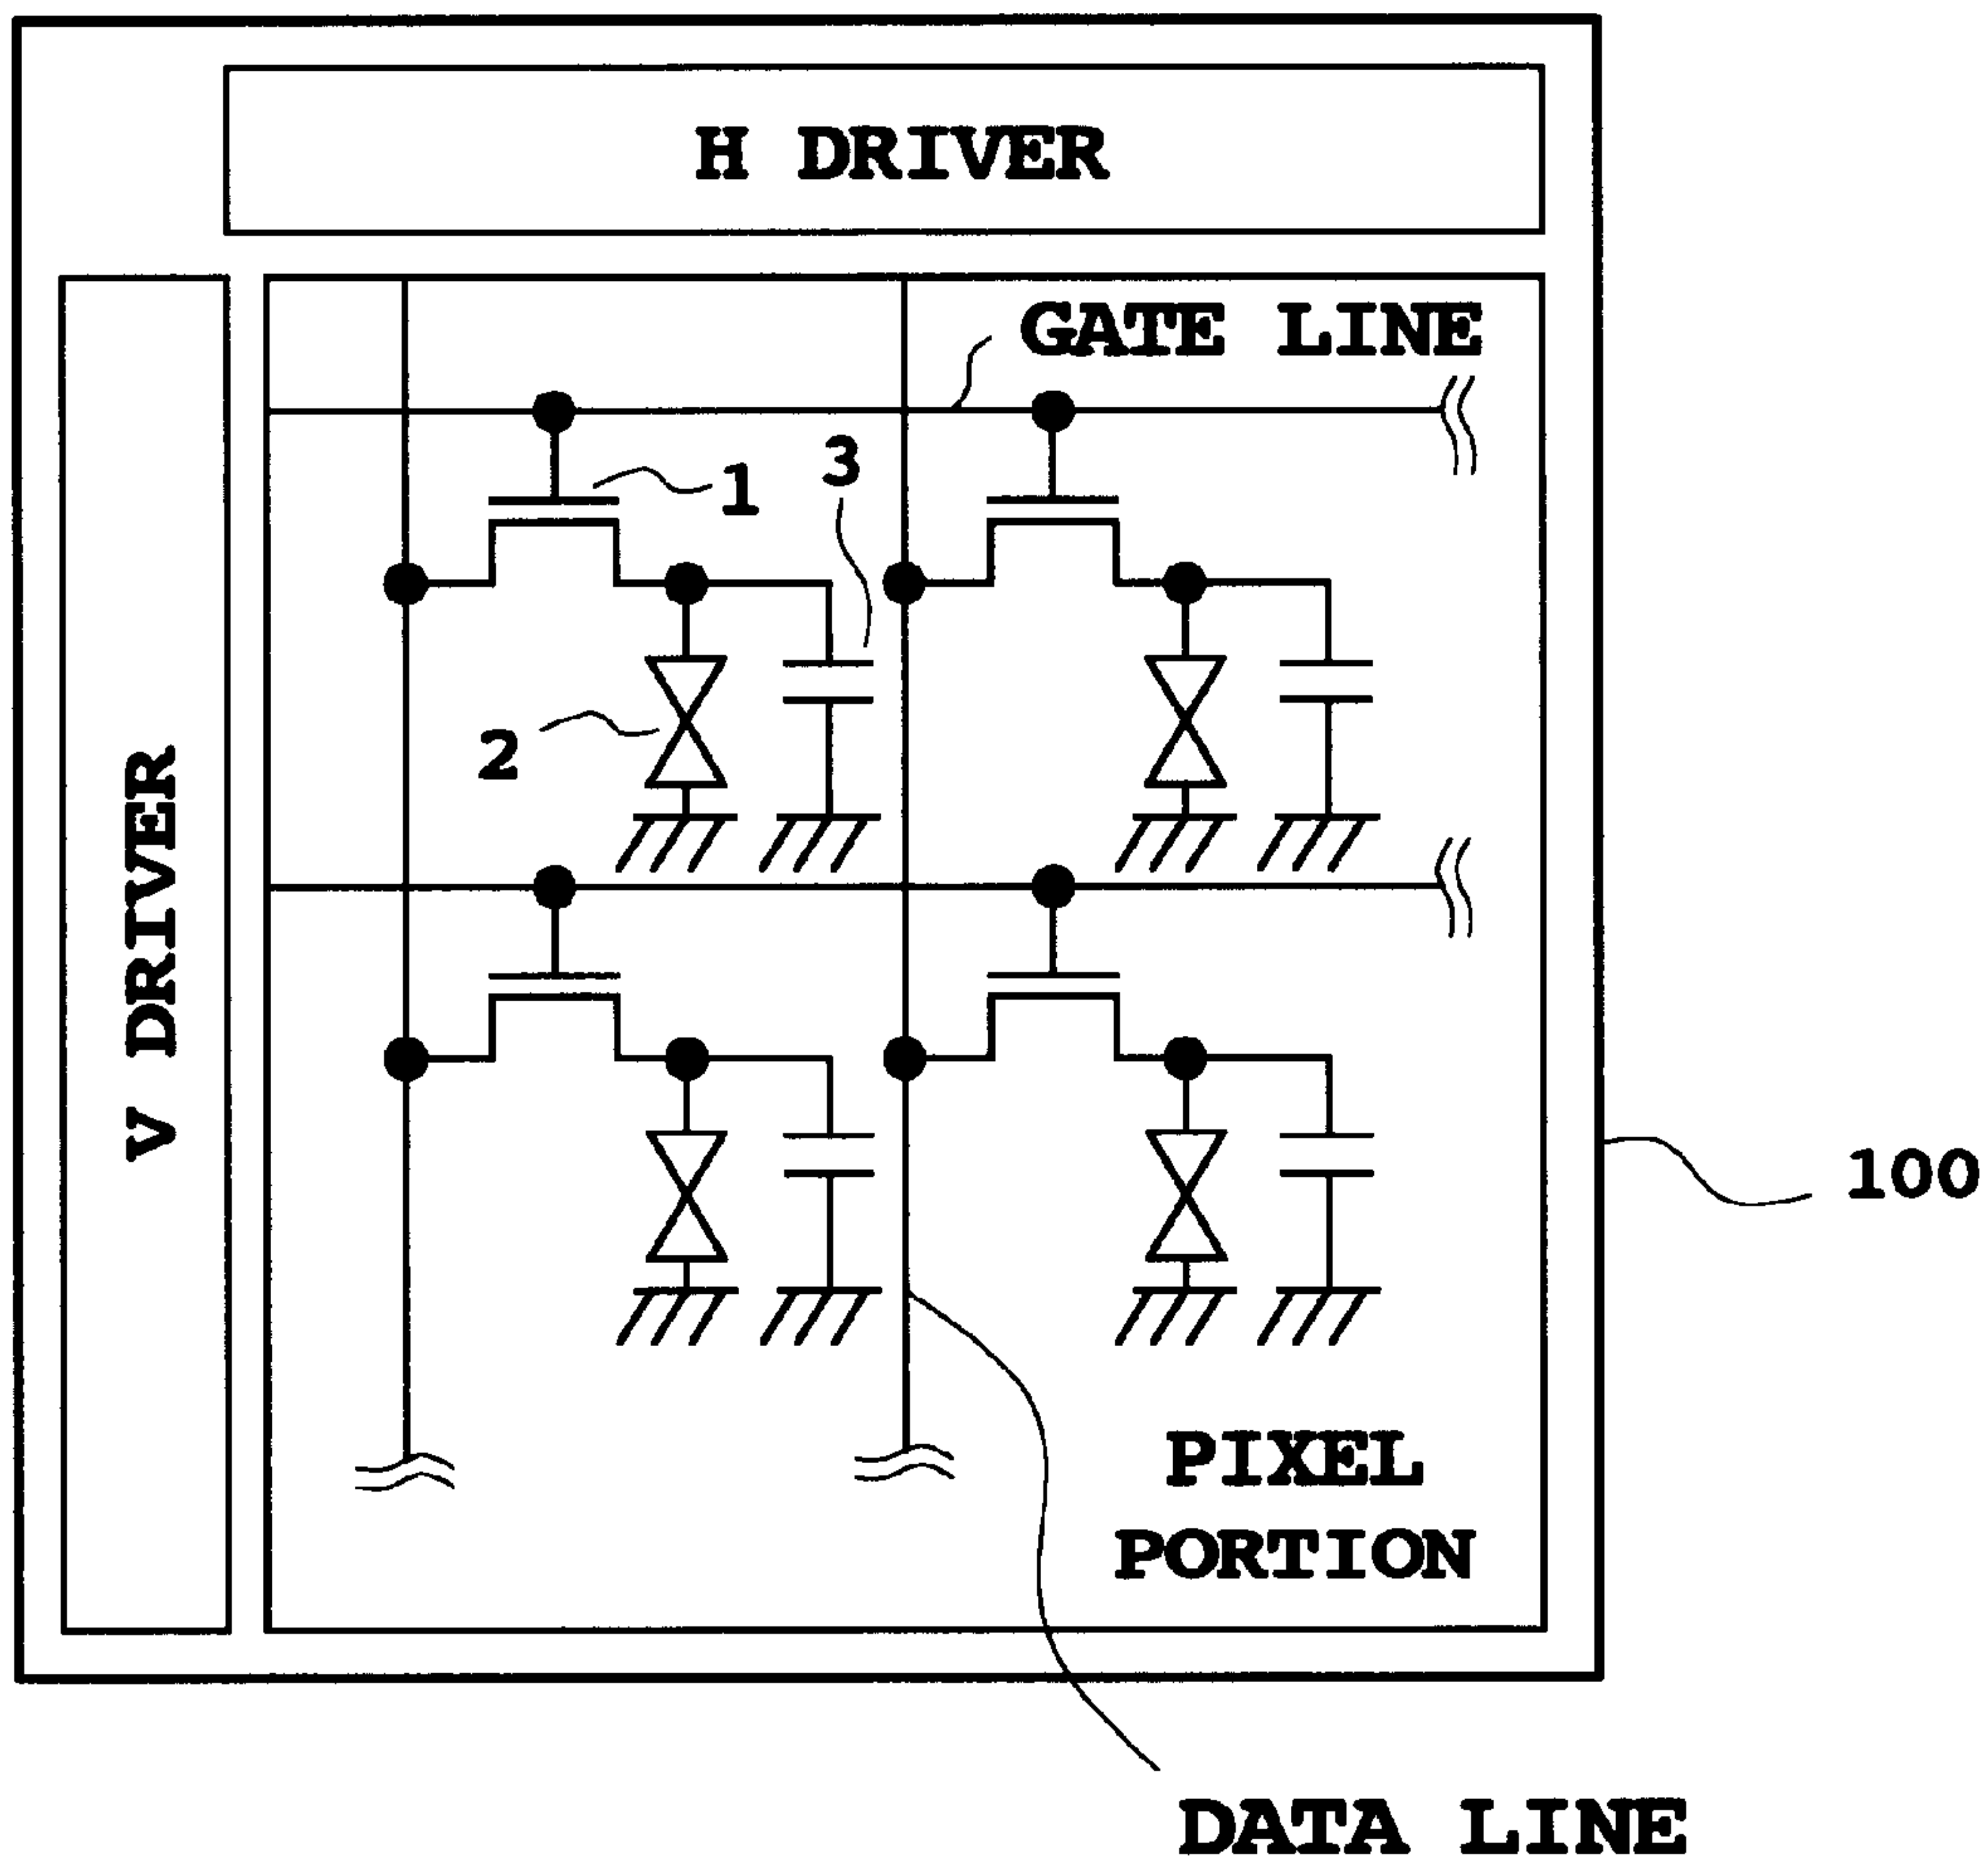 H DRIVER
GATE LINE
1
3
2
V DRIVER
100
PIXEL
PORTION
DATA LINE